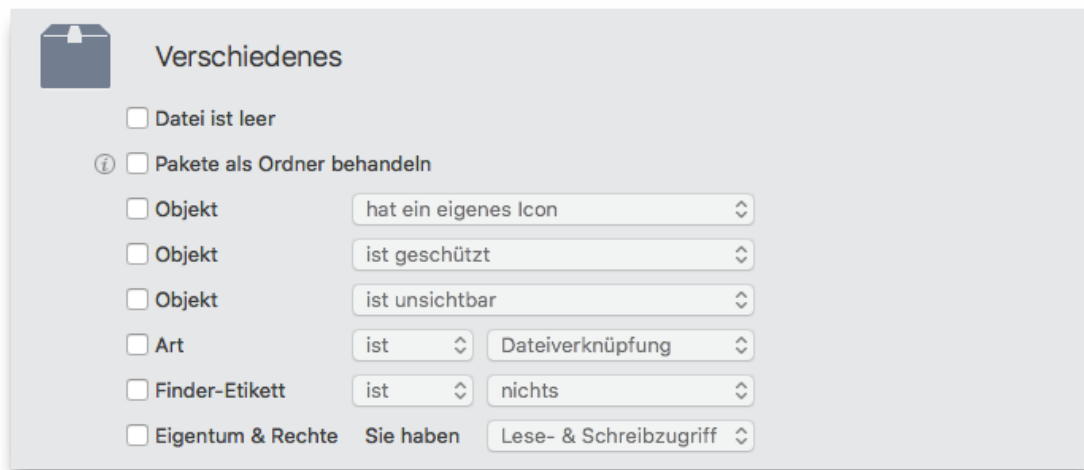 Verschiedenes
Datei ist leer
i Pakete als Ordner behandeln
Objekt hat ein eigenes Icon
Objekt ist geschützt
Objekt ist unsichtbar
Art ist Dateiverknüpfung
Finder-Etikett ist nichts
Eigentum & Rechte Sie haben Lese- & Schreibzugriff